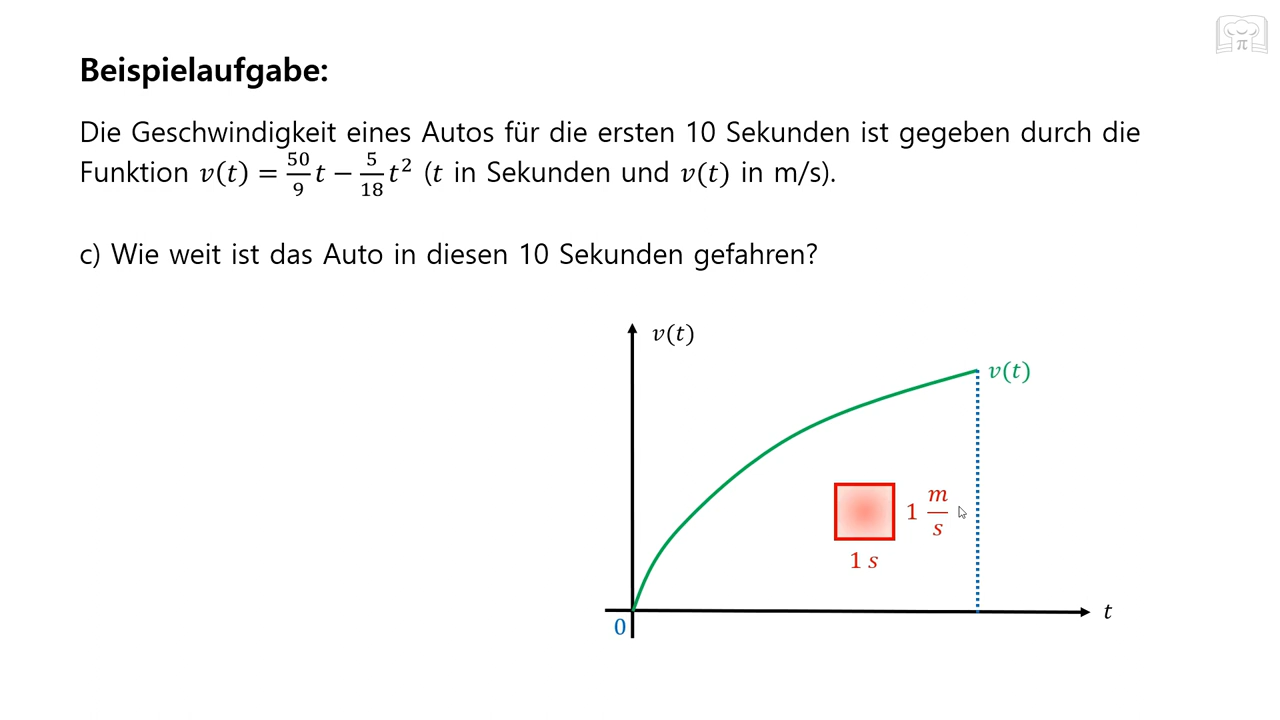 π
Beispielaufgabe:
Die Geschwindigkeit eines Autos für die ersten 10 Sekunden ist gegeben durch die
Funktion v(t) = 50/9 t − 5/18 t² (t in Sekunden und v(t) in m/s).
c) Wie weit ist das Auto in diesen 10 Sekunden gefahren?
v(t)
v(t)
1 m/s
1 s
t
0